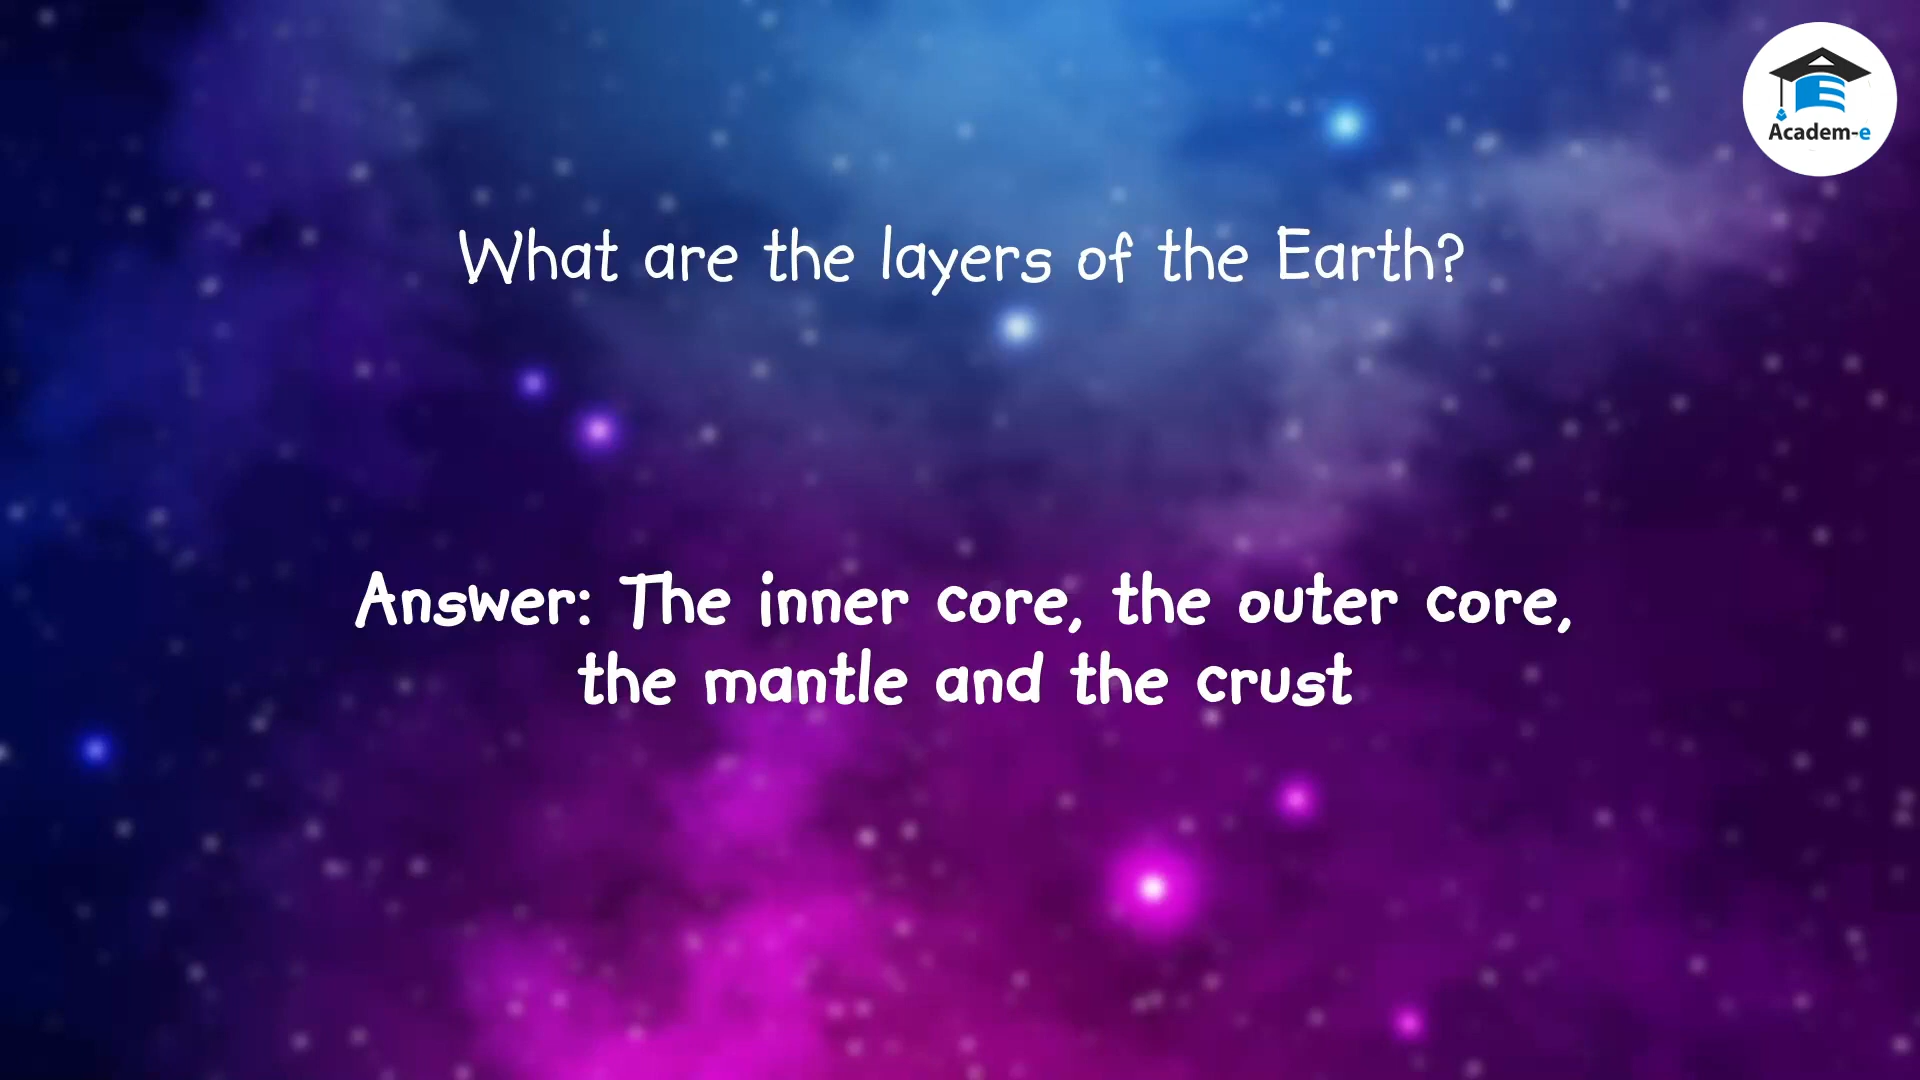 Academ-e
What are the layers of the Earth?
Answer: The inner core, the outer core,
the mantle and the crust